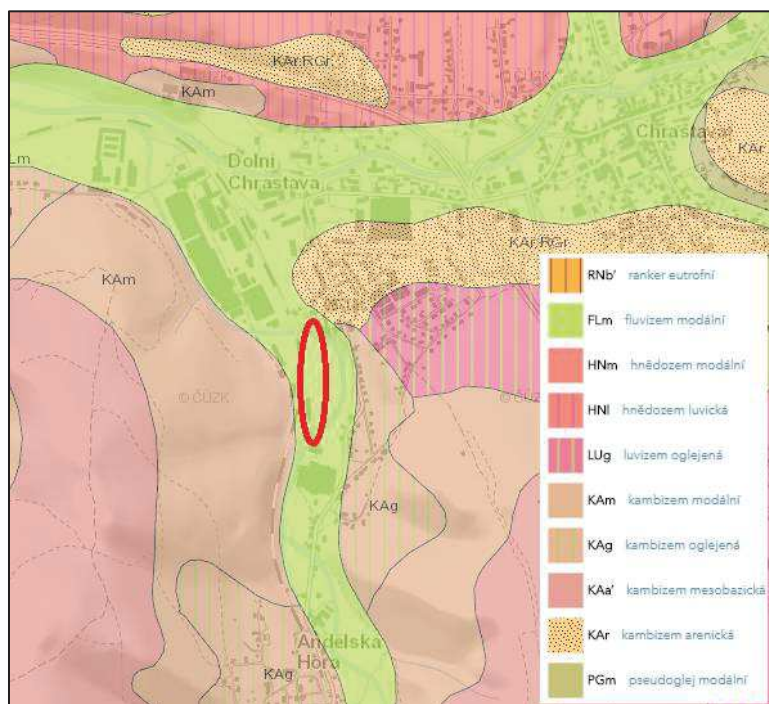 KAr.RGr
© ČÚZK
KAm
Dolní
Chrastava
Chrastava
KAr
Lm
KAr.RGr
KAm
© ČÚZK
© ČÚZK
KAg
Andelska
Hora
KAg
RNb' ranker eutrofní
FLm fluvizem modální
HNm hnědozem modální
HNl hnědozem luvická
LUg luvizem oglejená
KAm kambizem modální
KAg kambizem oglejená
KAa' kambizem mesobazická
KAr kambizem arenická
PGm pseudoglej modální